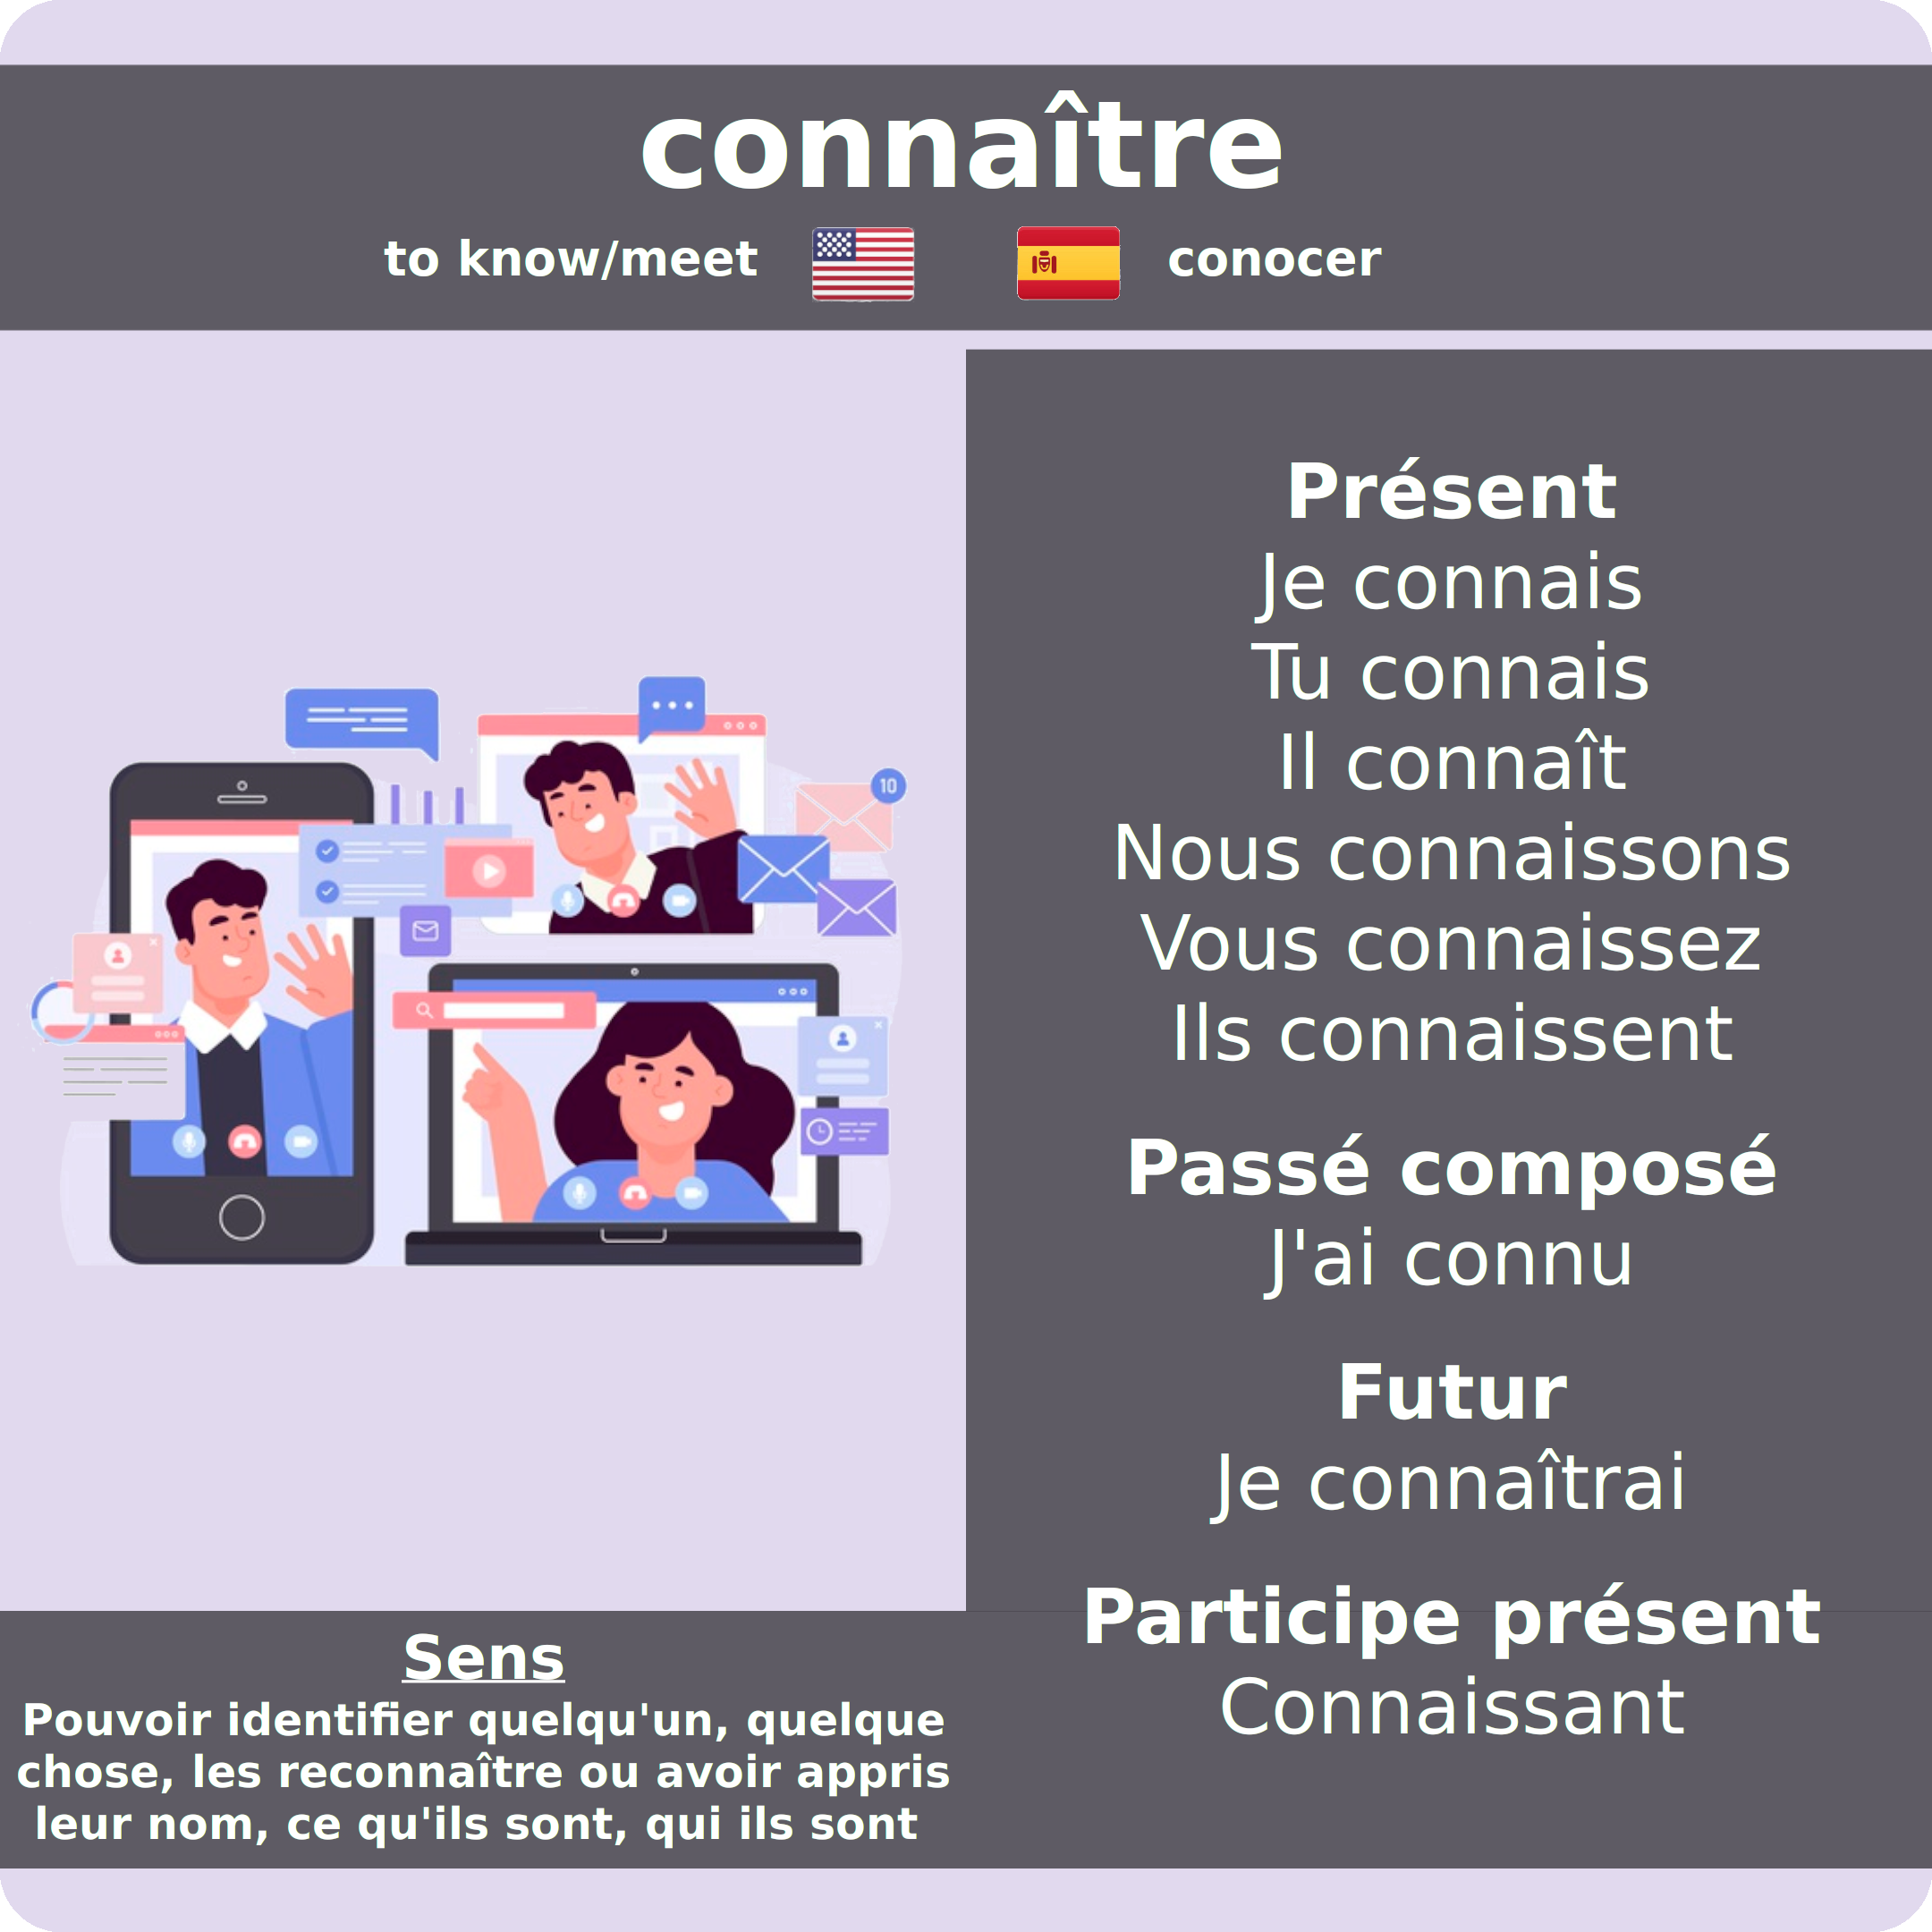 connaître
to know/meet
conocer
10
Présent
Je connais
Tu connais
Il connaît
Nous connaissons
Vous connaissez
Ils connaissent
Passé composé
J'ai connu
Futur
Je connaîtrai
Participe présent
Connaissant
Sens
Pouvoir identifier quelqu'un, quelque
chose, les reconnaître ou avoir appris
leur nom, ce qu'ils sont, qui ils sont